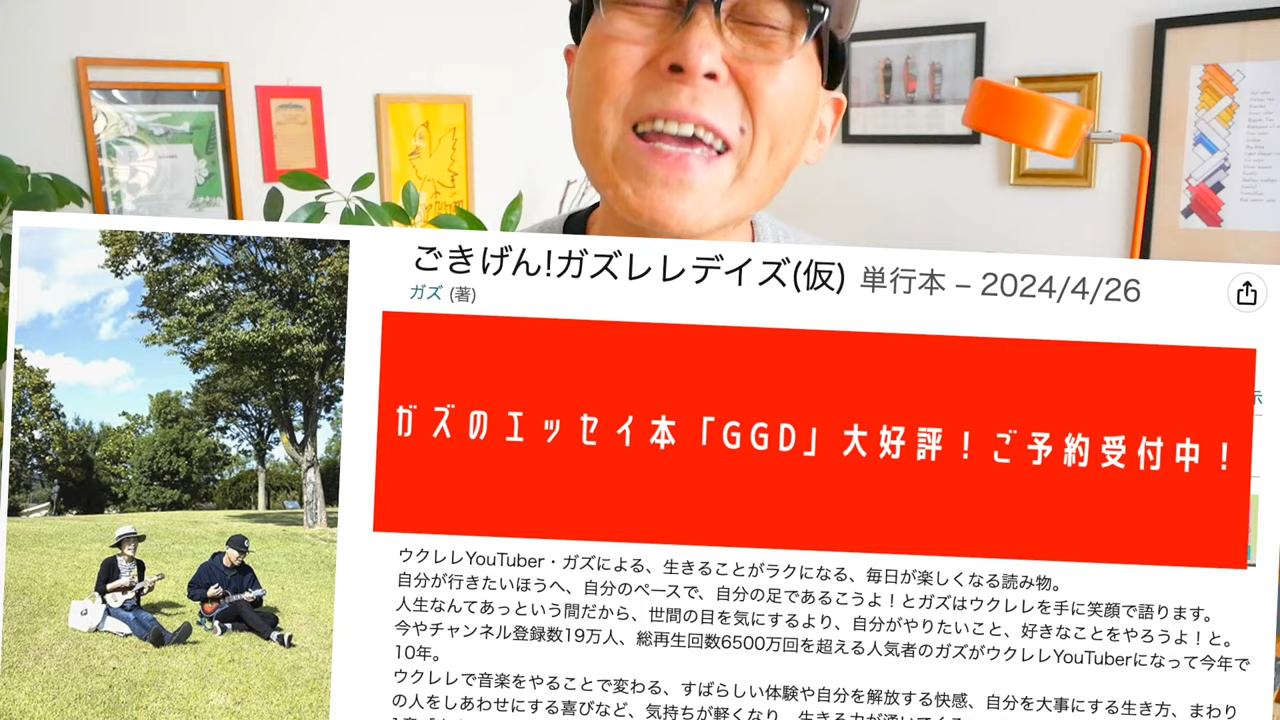 ごきげん!ガズレレデイズ(仮) 単行本 – 2024/4/26
ガズ (著)
ガズのエッセイ本「GGD」大好評！ご予約受付中！
ウクレレYouTuber・ガズによる、生きることがラクになる、毎日が楽しくなる読み物。
自分が行きたいほうへ、自分のペースで、自分の足であるこうよ！とガズはウクレレを手に笑顔で語ります。
人生なんてあっという間だから、世間の目を気にするより、自分がやりたいこと、好きなことをやろうよ！と。
今やチャンネル登録数19万人、総再生回数6500万回を超える人気者のガズがウクレレYouTuberになって今年で
10年。
ウクレレで音楽をやることで変わる、すばらしい体験や自分を解放する快感、自分を大事にする生き方、まわり
の人をしあわせにする喜びなど、気持ちが軽くなり、生きる力が湧いてくる